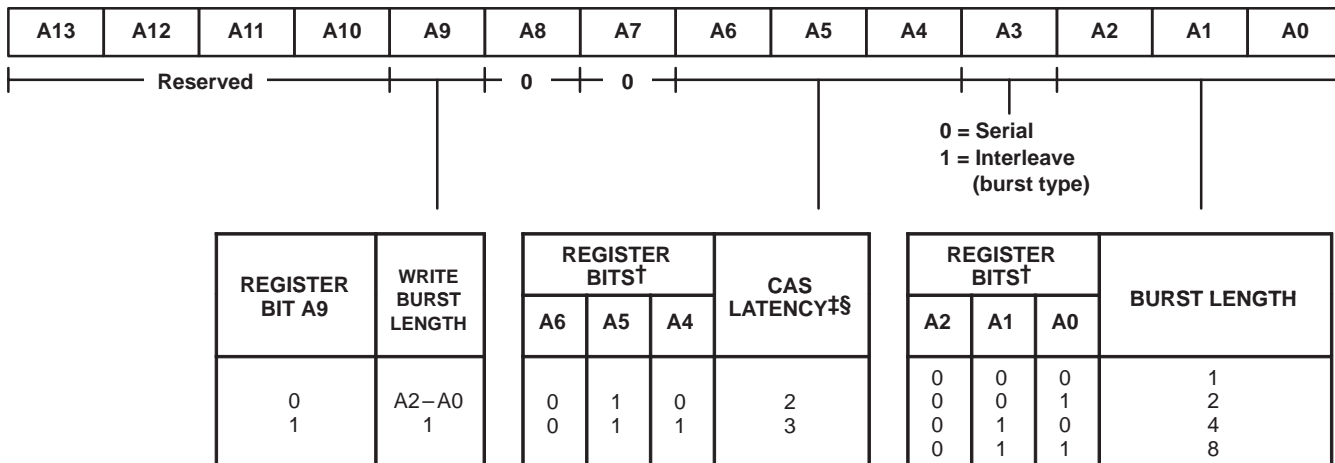 A13 A12 A11 A10 A9 A8 A7 A6 A5 A4 A3 A2 A1 A0
Reserved 0 0
0 = Serial
1 = Interleave
(burst type)
REGISTER
BIT A9
WRITE
BURST
LENGTH
0 A2–A0
1 1
REGISTER
BITS†
CAS
LATENCY‡§
A6 A5 A4
0 1 0 2
0 1 1 3
REGISTER
BITS†
BURST LENGTH
A2 A1 A0
0 0 0 1
0 0 1 2
0 1 0 4
0 1 1 8